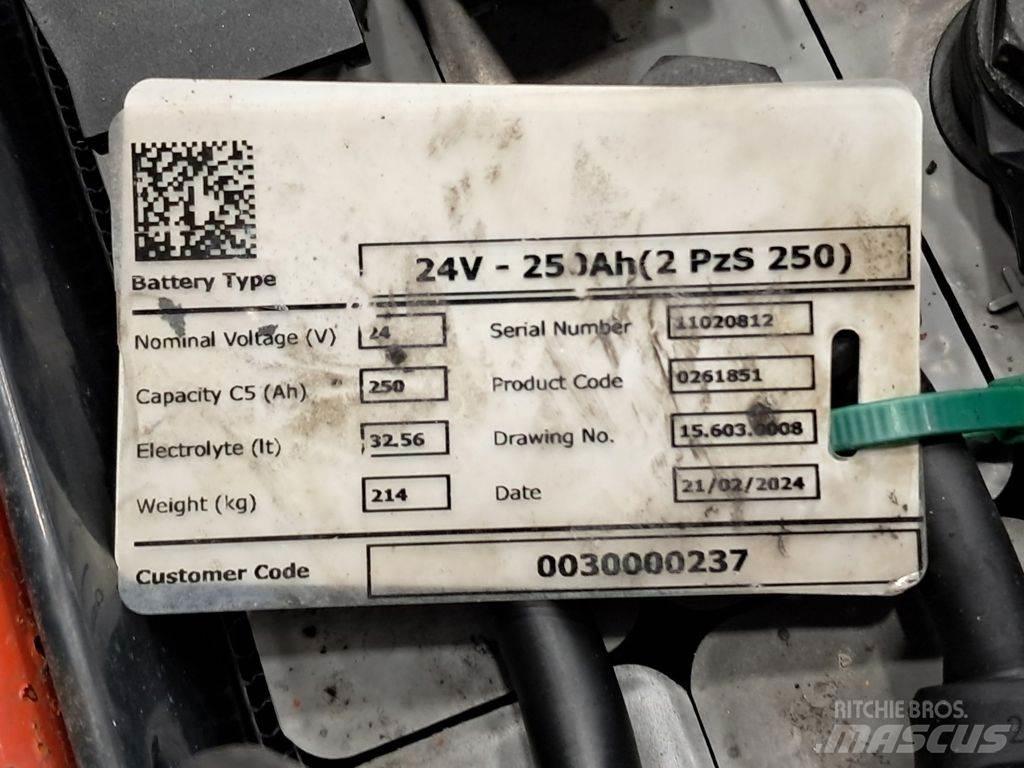 Battery Type 24V - 250Ah(2 PzS 250)
Nominal Voltage (V) 24 Serial Number 11020812
Capacity C5 (Ah) 250 Product Code 0261851
Electrolyte (lt) 32.56 Drawing No. 15.603.0008
Weight (kg) 214 Date 21/02/2024
Customer Code 0030000237
RITCHIE BROS.
MASCUS